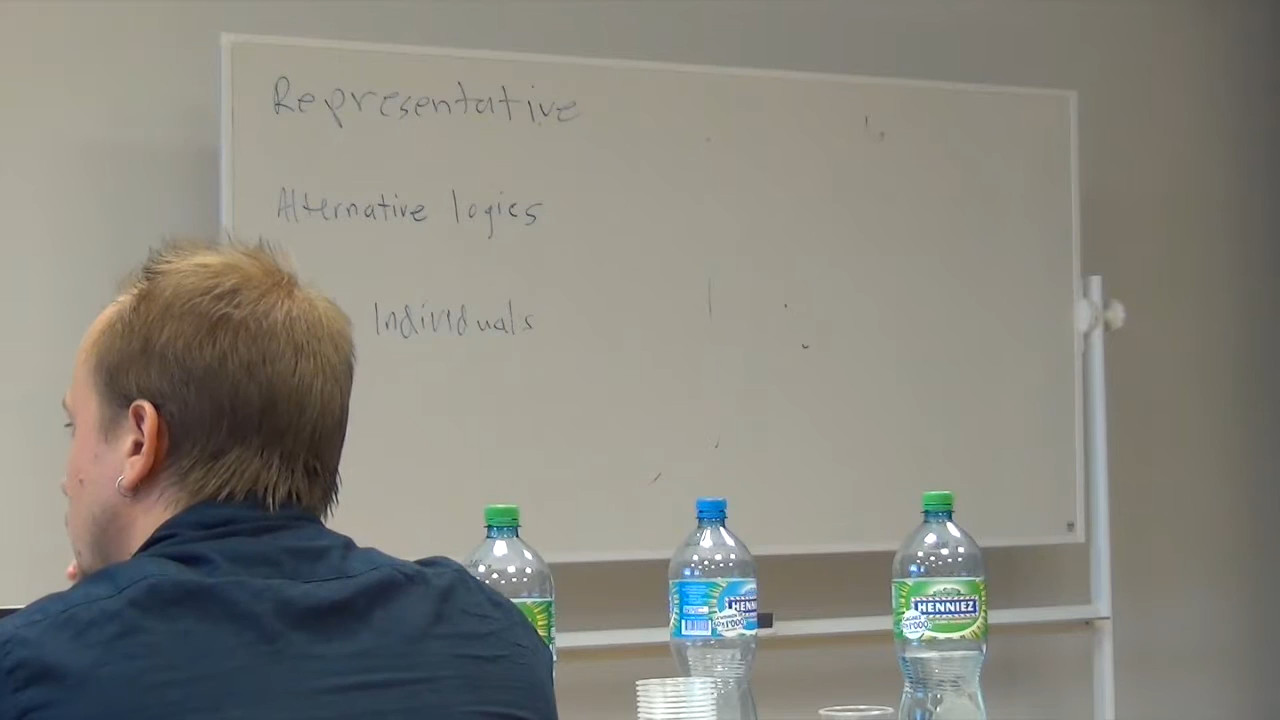 Representative
Alternative logics
Individuals
HENNIEZ
HENNIEZ